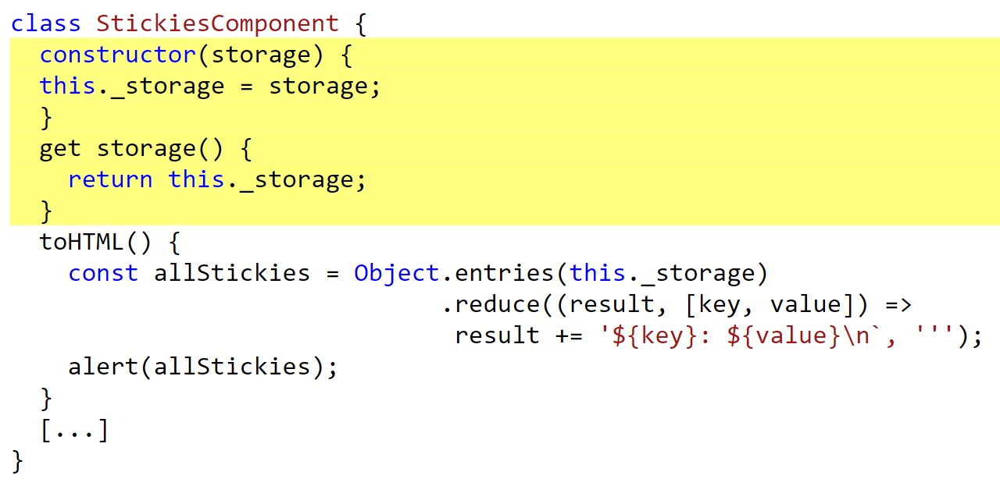 class StickiesComponent {
constructor(storage) {
this._storage = storage;
}
get storage() {
return this._storage;
}
toHTML() {
const allStickies = Object.entries(this._storage)
.reduce((result, [key, value]) =>
result += '${key}: ${value}\n`, ''');
alert(allStickies);
}
[...]
}